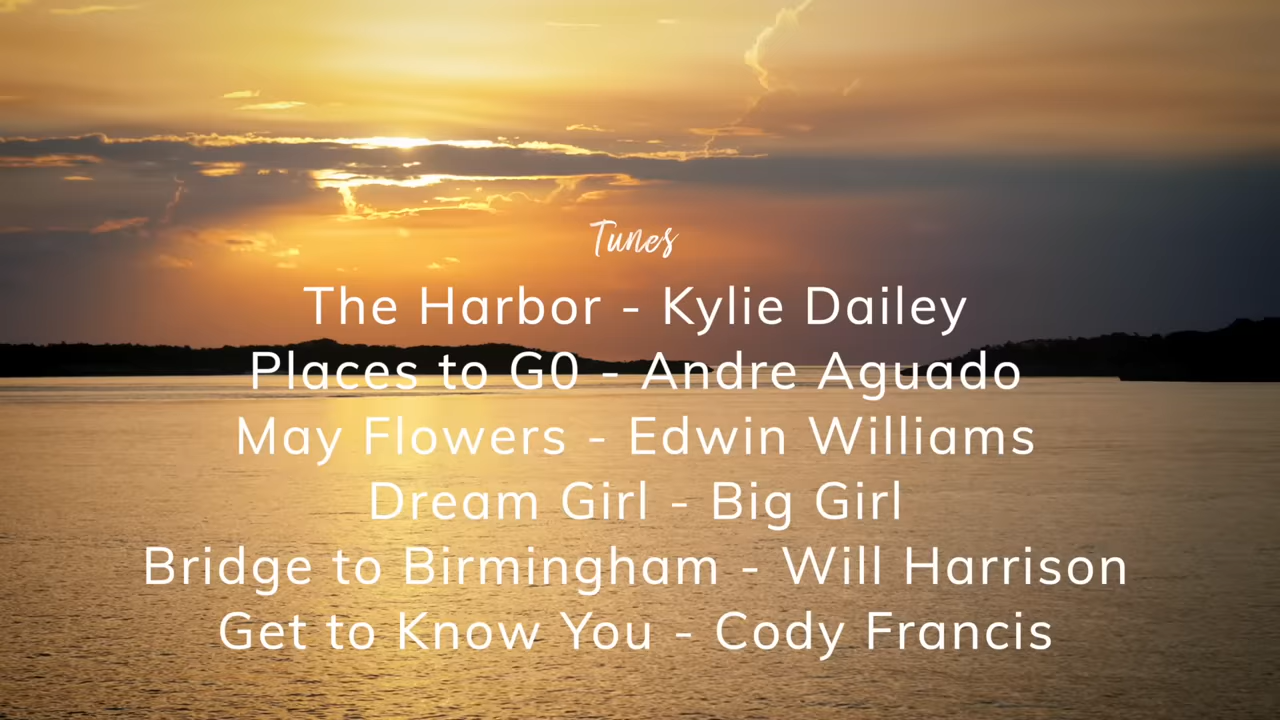 Tunes
The Harbor - Kylie Dailey
Places to G0 - Andre Aguado
May Flowers - Edwin Williams
Dream Girl - Big Girl
Bridge to Birmingham - Will Harrison
Get to Know You - Cody Francis